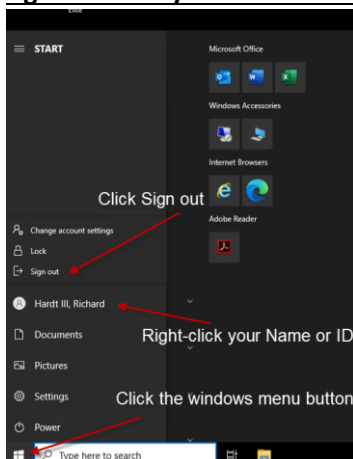 Elite
START
Microsoft Office
Windows Accessories
Internet Browsers
Click Sign out
Adobe Reader
Change account settings
Lock
Sign out
Hardt III, Richard
Documents
Right-click your Name or ID
Pictures
Settings
Click the windows menu button
Power
Type here to search